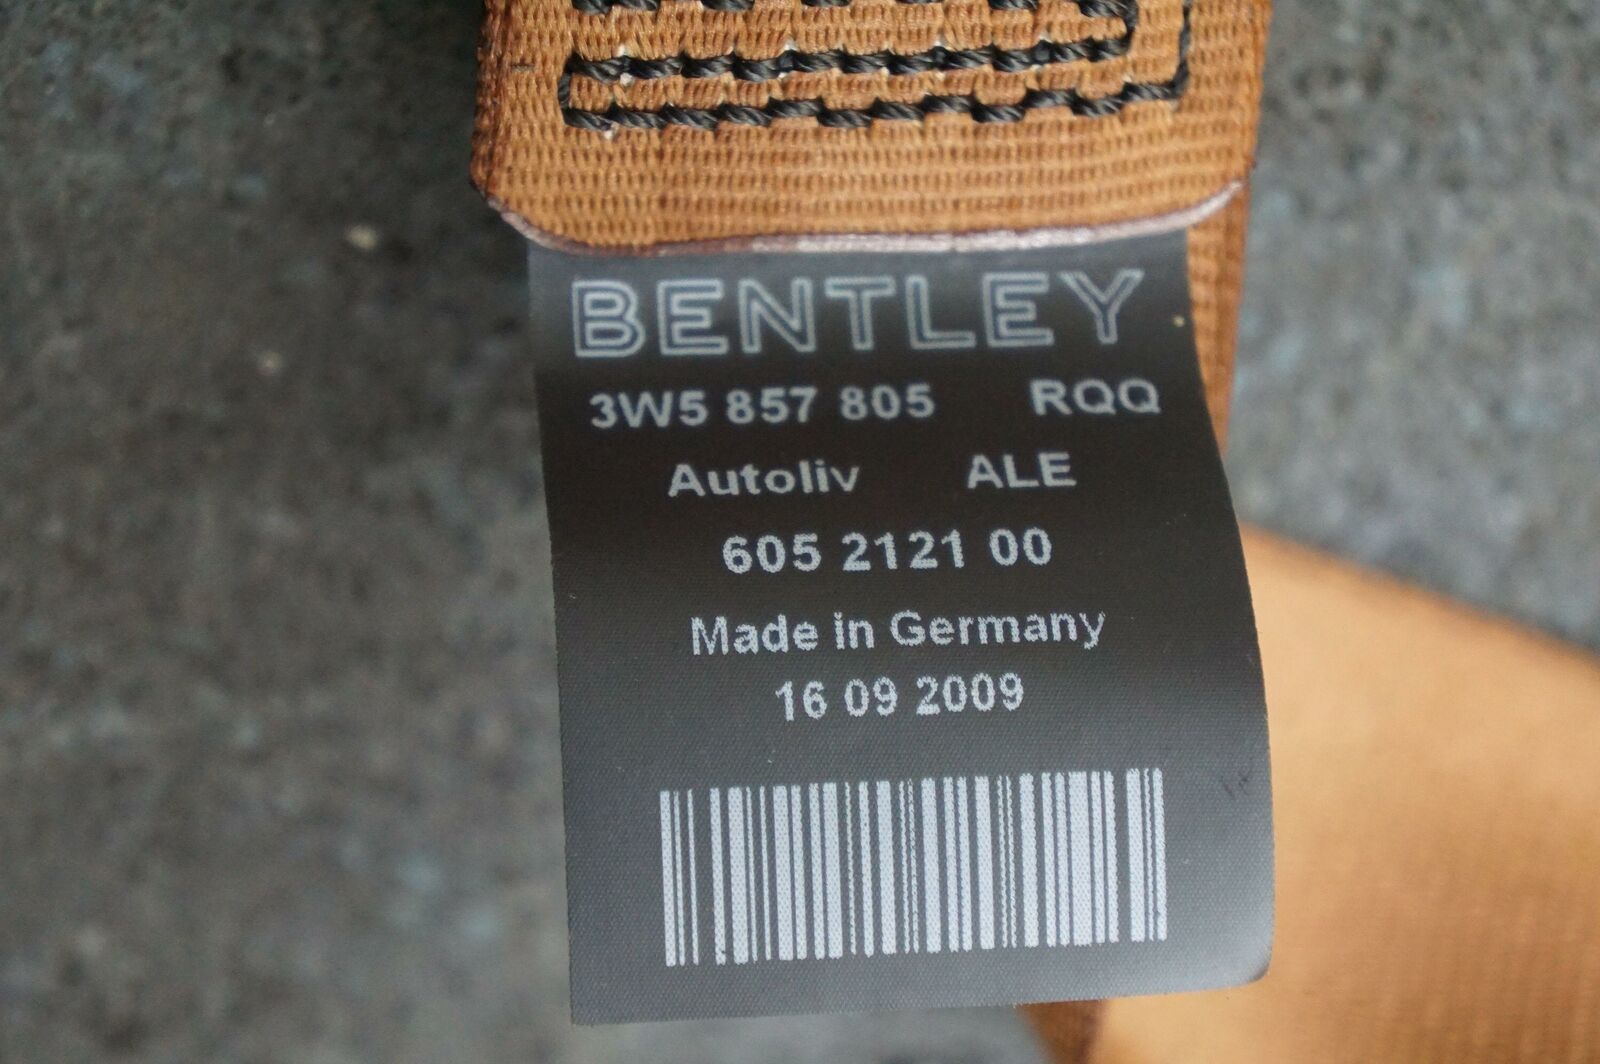 BENTLEY
3W5 857 805 RQQ
Autoliv ALE
605 2121 00
Made in Germany
16 09 2009